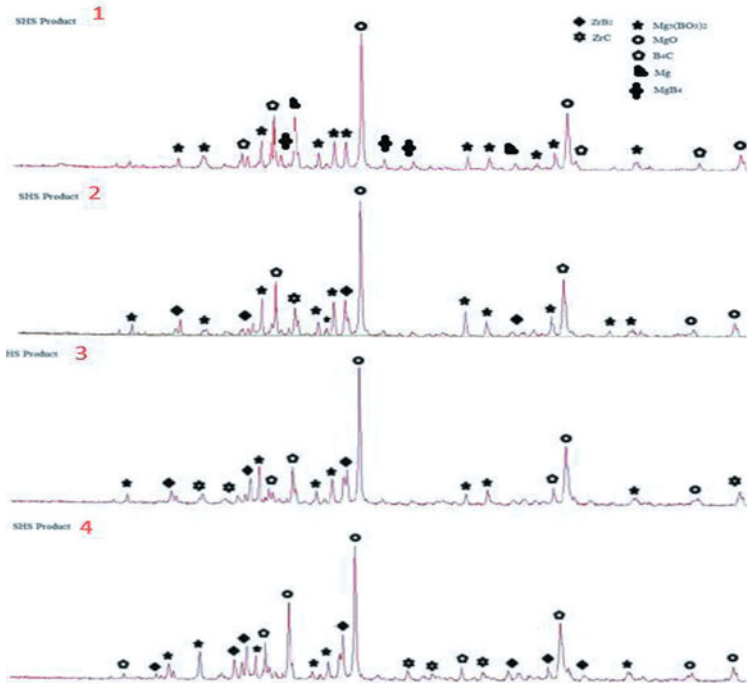 SHS Product 1
ZrB2
ZrC
Mg3(BO3)2
MgO
B4C
Mg
MgB4
SHS Product 2
SHS Product 3
SHS Product 4